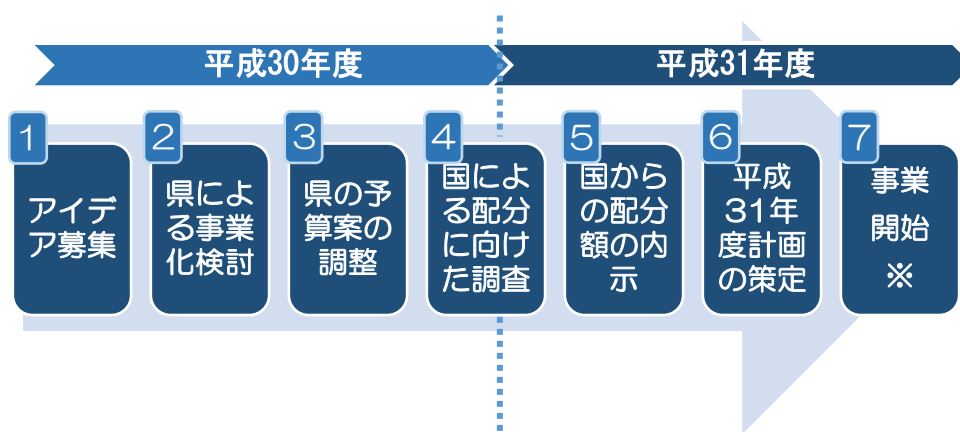 平成30年度
平成31年度
1
アイデ
ア募集
2
県によ
る事業
化検討
3
県の予
算案の
調整
4
国によ
る配分
に向け
た調査
5
国から
の配分
額の内
示
6
平成
31年
度計画
の策定
7
事業
開始
※